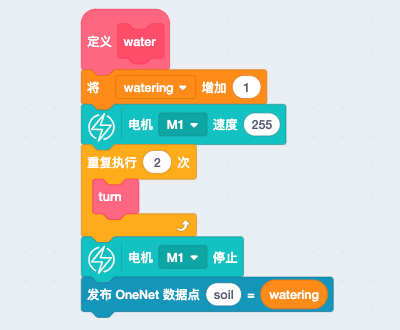 定义 water
将 watering 增加 1
电机 M1 速度 255
重复执行 2 次
turn
电机 M1 停止
发布 OneNet 数据点 soil = watering